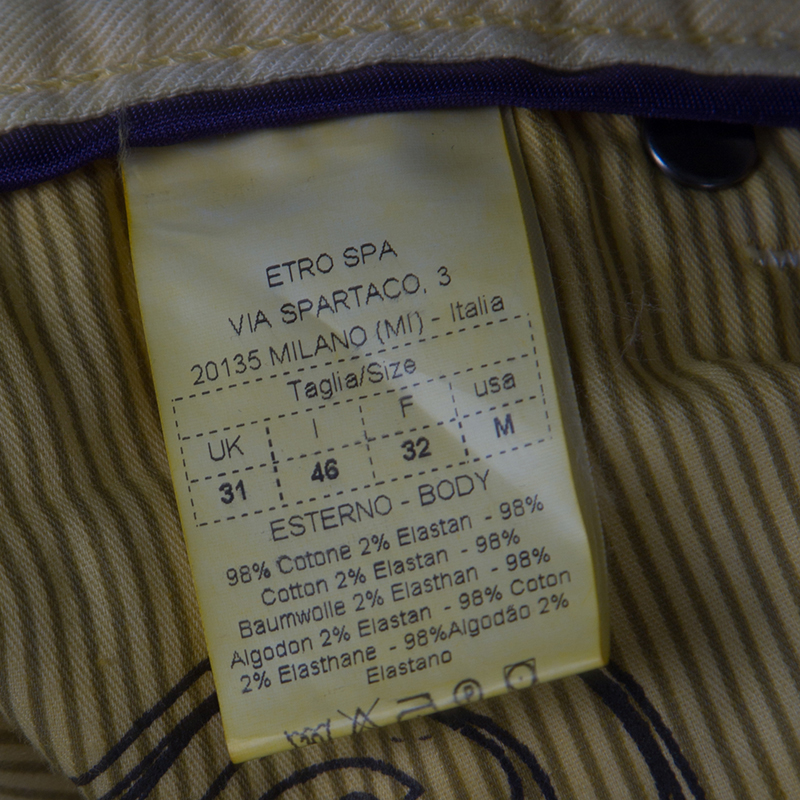 ETRO SPA
VIA SPARTACO, 3
20135 MILANO (MI) - Italia
Taglia/Size
UK I F usa
31 46 32 M
ESTERNO - BODY
98% Cotone 2% Elastan - 98%
Cotton 2% Elastan - 98%
Baumwolle 2% Elasthan - 98%
Algodon 2% Elastan - 98% Coton
2% Elasthane - 98%Algodão 2%
Elastano